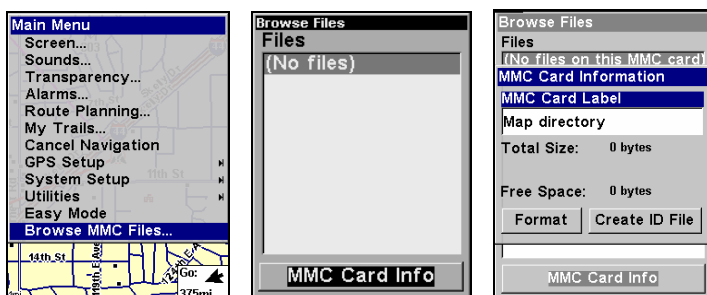 Main Menu
Screen...
Sounds...
Transparency...
Alarms...
Route Planning...
My Trails...
Cancel Navigation
GPS Setup
System Setup
Utilities
Easy Mode
Browse MMC Files...
11th St
14th St
119th E Ave
124th E A
Go:
375mi
Browse Files
Files
(No files)
MMC Card Info
Browse Files
Files
(No files on this MMC card)
MMC Card Information
MMC Card Label
Map directory
Total Size: 0 bytes
Free Space: 0 bytes
Format Create ID File
MMC Card Info